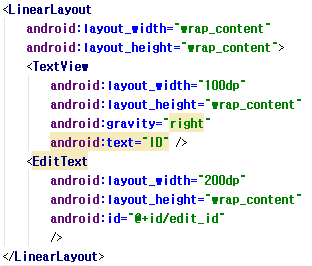 <LinearLayout
    android:layout_width="wrap_content"
    android:layout_height="wrap_content">
    <TextView
        android:layout_width="100dp"
        android:layout_height="wrap_content"
        android:gravity="right"
        android:text="ID" />
    <EditText
        android:layout_width="200dp"
        android:layout_height="wrap_content"
        android:id="@+id/edit_id"
        />
</LinearLayout>